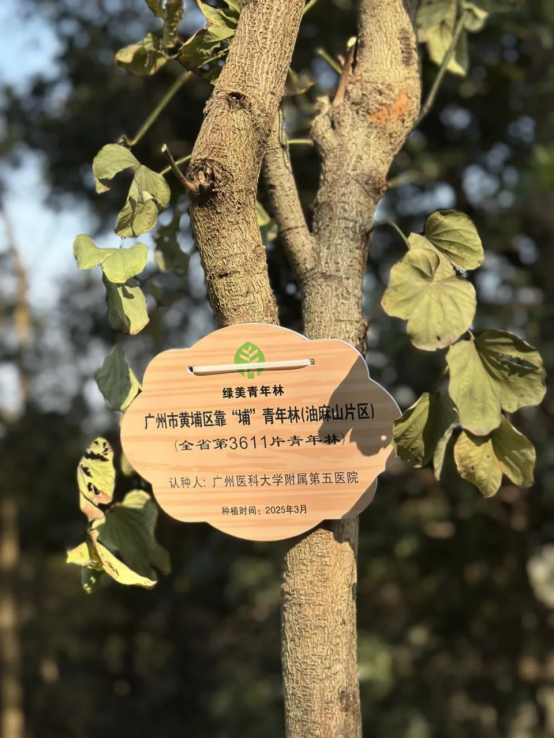 绿美青年林
广州市黄埔区靠“埔”青年林(油麻山片区)
(全省第3611片青年林)
认种人: 广州医科大学附属第五医院
种植时间: 2025年3月